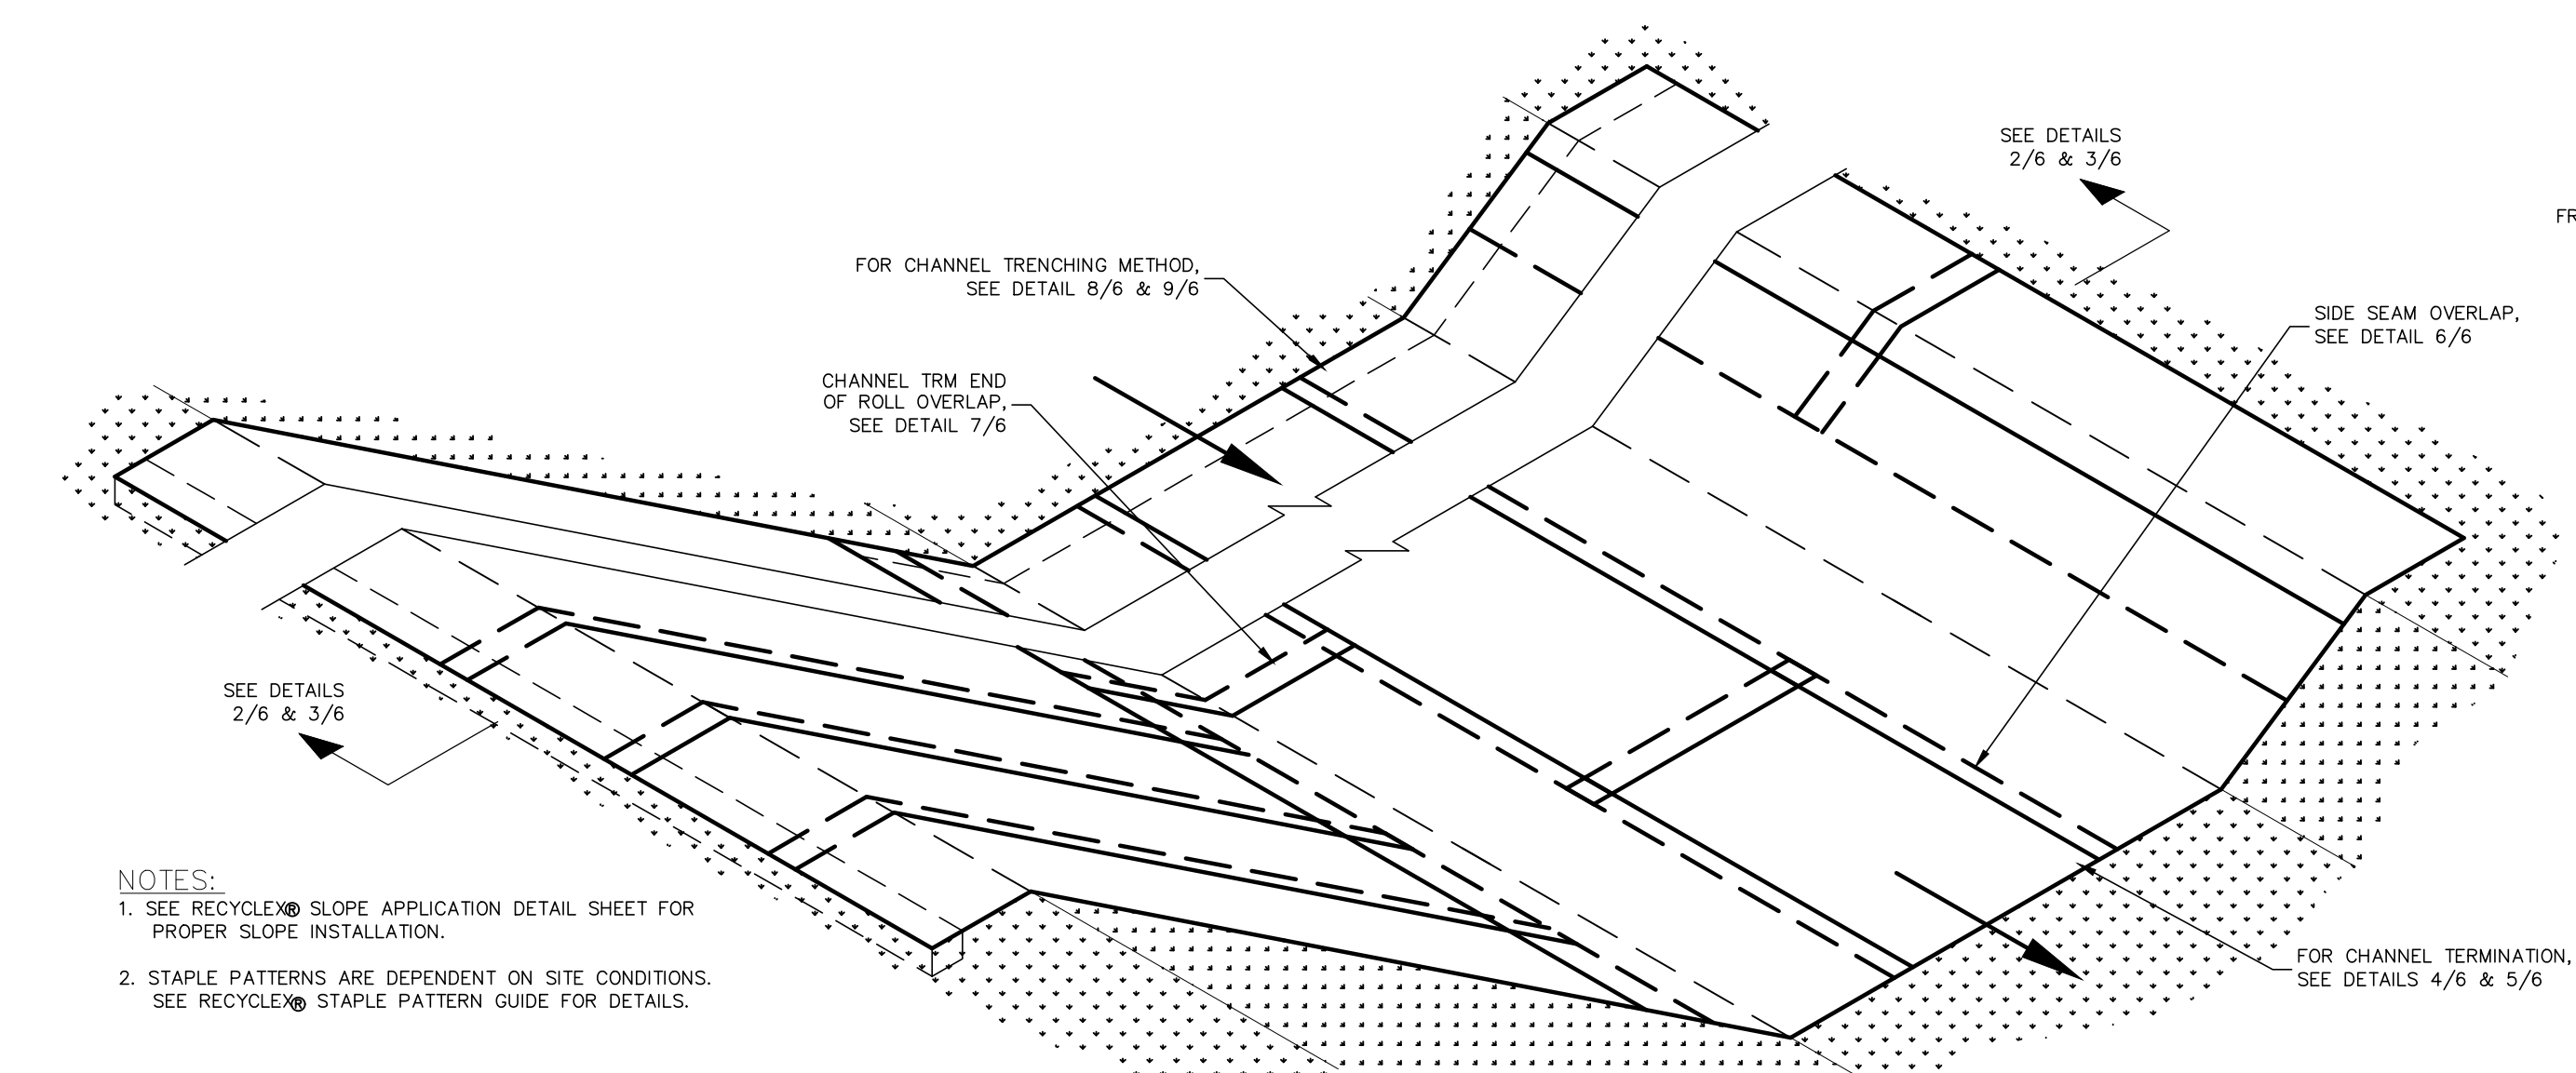 SEE DETAILS
2/6 & 3/6
FR
FOR CHANNEL TRENCHING METHOD,
SEE DETAIL 8/6 & 9/6
SIDE SEAM OVERLAP,
SEE DETAIL 6/6
CHANNEL TRM END
OF ROLL OVERLAP,
SEE DETAIL 7/6
SEE DETAILS
2/6 & 3/6
NOTES:
1. SEE RECYCLEX® SLOPE APPLICATION DETAIL SHEET FOR
PROPER SLOPE INSTALLATION.
2. STAPLE PATTERNS ARE DEPENDENT ON SITE CONDITIONS.
SEE RECYCLEX® STAPLE PATTERN GUIDE FOR DETAILS.
FOR CHANNEL TERMINATION,
SEE DETAILS 4/6 & 5/6